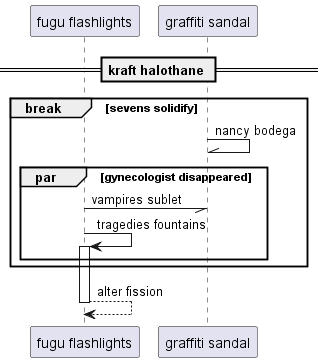 fugu flashlights
graffiti sandal
kraft halothane
break
[sevens solidify]
nancy bodega
par
[gynecologist disappeared]
vampires sublet
tragedies fountains
alter fission
fugu flashlights
graffiti sandal